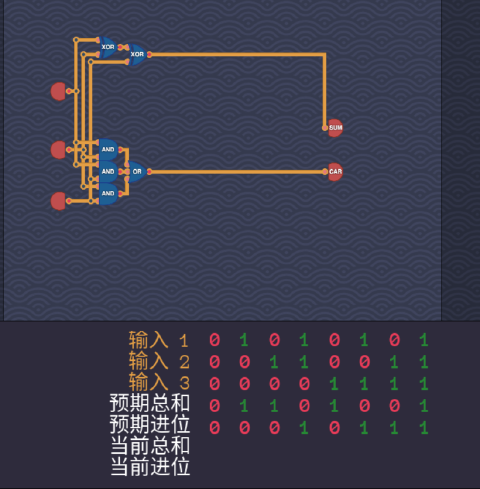 XOR
XOR
SUM
AND
AND
OR
CAR
AND
输入 1 0 1 0 1 0 1 0 1
输入 2 0 0 1 1 0 0 1 1
输入 3 0 0 0 0 1 1 1 1
预期总和 0 1 1 0 1 0 0 1
预期进位 0 0 0 1 0 1 1 1
当前总和
当前进位